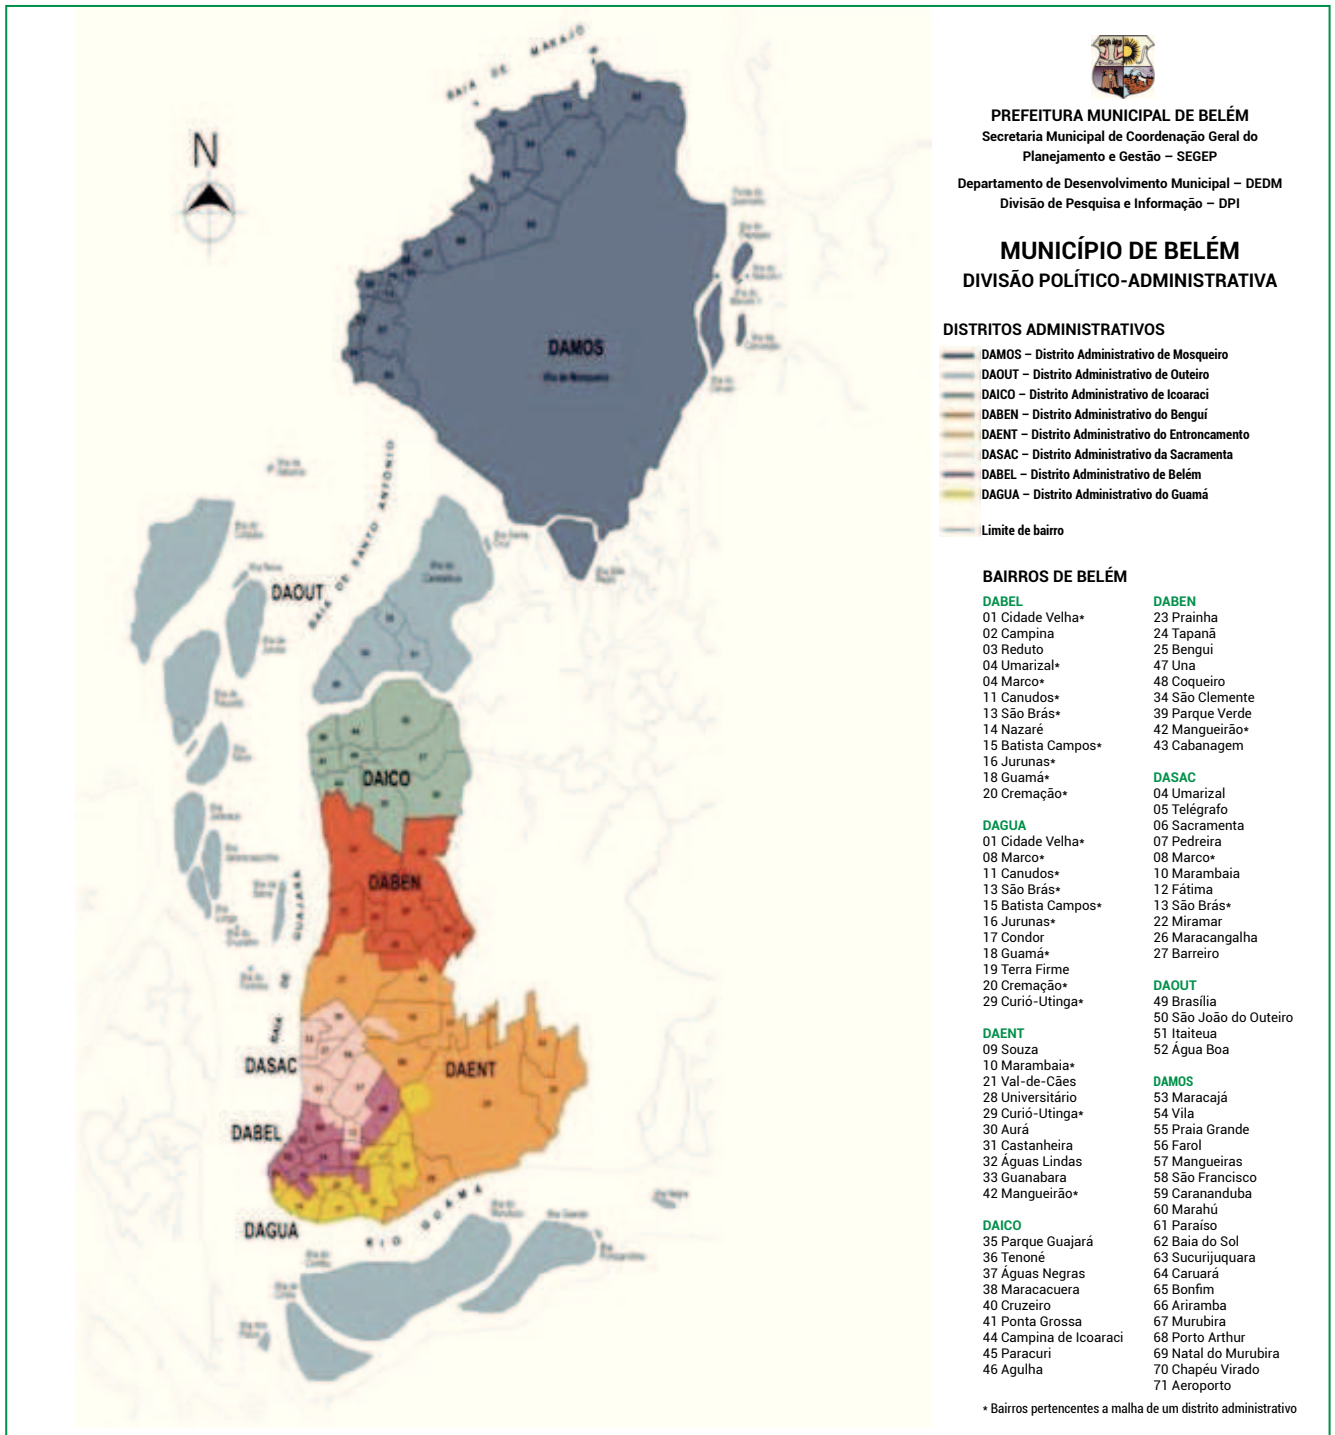 BAIA DE MARAJÓ
N
DAMOS
Ilha de Mosqueiro
BAIA DE SANTO ANTÔNIO
DAOUT
DAICO
DABEN
BAIA DE GUAJARÁ
DASAC
DAENT
DABEL
DAGUA
RIO GUAMÁ
PREFEITURA MUNICIPAL DE BELÉM
Secretaria Municipal de Coordenação Geral do
Planejamento e Gestão – SEGEP
Departamento de Desenvolvimento Municipal – DEDM
Divisão de Pesquisa e Informação – DPI
MUNICÍPIO DE BELÉM
DIVISÃO POLÍTICO-ADMINISTRATIVA
DISTRITOS ADMINISTRATIVOS
DAMOS – Distrito Administrativo de Mosqueiro
DAOUT – Distrito Administrativo de Outeiro
DAICO – Distrito Administrativo de Icoaraci
DABEN – Distrito Administrativo do Benguí
DAENT – Distrito Administrativo do Entroncamento
DASAC – Distrito Administrativo da Sacramenta
DABEL – Distrito Administrativo de Belém
DAGUA – Distrito Administrativo do Guamá
Limite de bairro
BAIRROS DE BELÉM
DABEL
01 Cidade Velha*
02 Campina
03 Reduto
04 Umarizal*
04 Marco*
11 Canudos*
13 São Brás*
14 Nazaré
15 Batista Campos*
16 Jurunas*
18 Guamá*
20 Cremação*
DAGUA
01 Cidade Velha*
08 Marco*
11 Canudos*
13 São Brás*
15 Batista Campos*
16 Jurunas*
17 Condor
18 Guamá*
19 Terra Firme
20 Cremação*
29 Curió-Utinga*
DAENT
09 Souza
10 Marambaia*
21 Val-de-Cães
28 Universitário
29 Curió-Utinga*
30 Aurá
31 Castanheira
32 Águas Lindas
33 Guanabara
42 Mangueirão*
DAICO
35 Parque Guajará
36 Tenoné
37 Águas Negras
38 Maracacuera
40 Cruzeiro
41 Ponta Grossa
44 Campina de Icoaraci
45 Paracuri
46 Agulha
DABEN
23 Prainha
24 Tapanã
25 Bengui
47 Una
48 Coqueiro
34 São Clemente
39 Parque Verde
42 Mangueirão*
43 Cabanagem
DASAC
04 Umarizal
05 Telégrafo
06 Sacramenta
07 Pedreira
08 Marco*
10 Marambaia
12 Fátima
13 São Brás*
22 Miramar
26 Maracangalha
27 Barreiro
DAOUT
49 Brasília
50 São João do Outeiro
51 Itaiteua
52 Água Boa
DAMOS
53 Maracajá
54 Vila
55 Praia Grande
56 Farol
57 Mangueiras
58 São Francisco
59 Carananduba
60 Marahú
61 Paraíso
62 Baia do Sol
63 Sucurijuquara
64 Caruará
65 Bonfim
66 Ariramba
67 Murubira
68 Porto Arthur
69 Natal do Murubira
70 Chapéu Virado
71 Aeroporto
* Bairros pertencentes a malha de um distrito administrativo